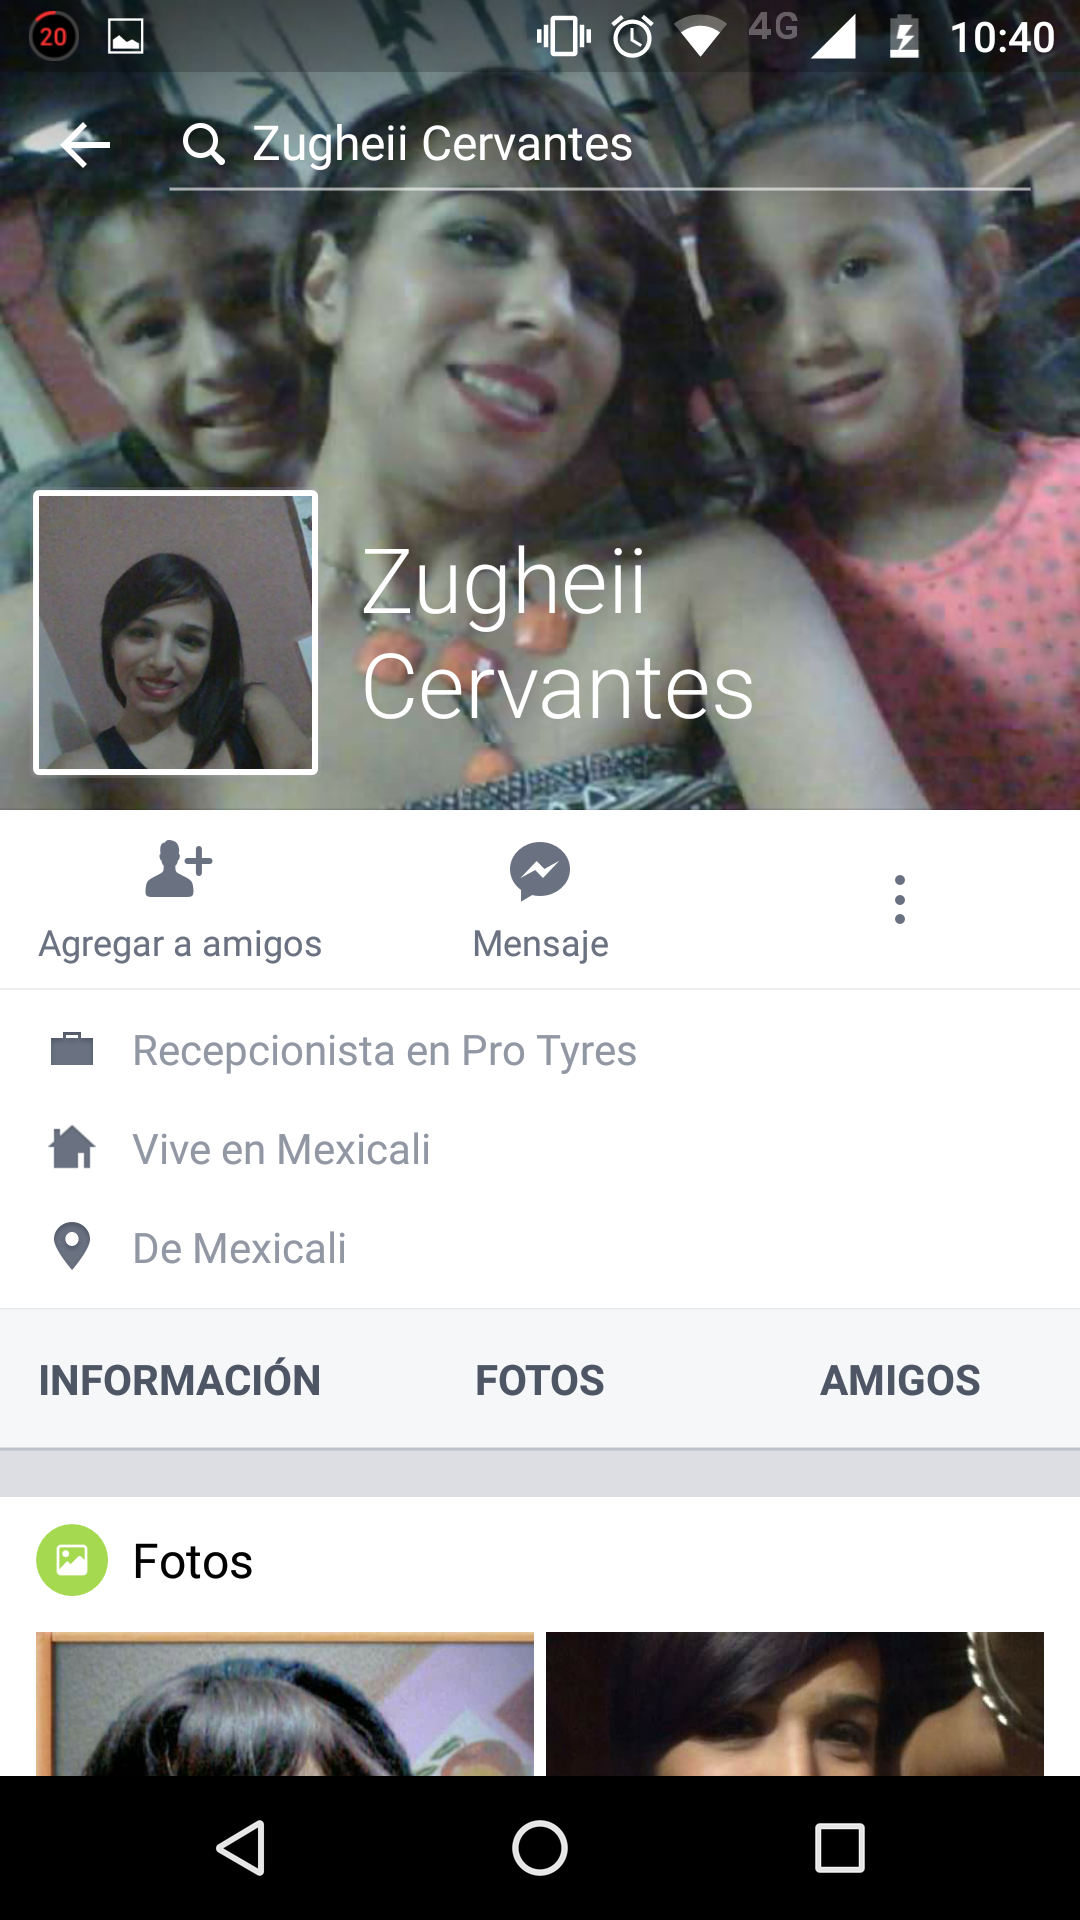 20
4G
10:40
Zugheii Cervantes
Zugheii
Cervantes
Agregar a amigos
Mensaje
Recepcionista en Pro Tyres
Vive en Mexicali
De Mexicali
INFORMACIÓN
FOTOS
AMIGOS
Fotos